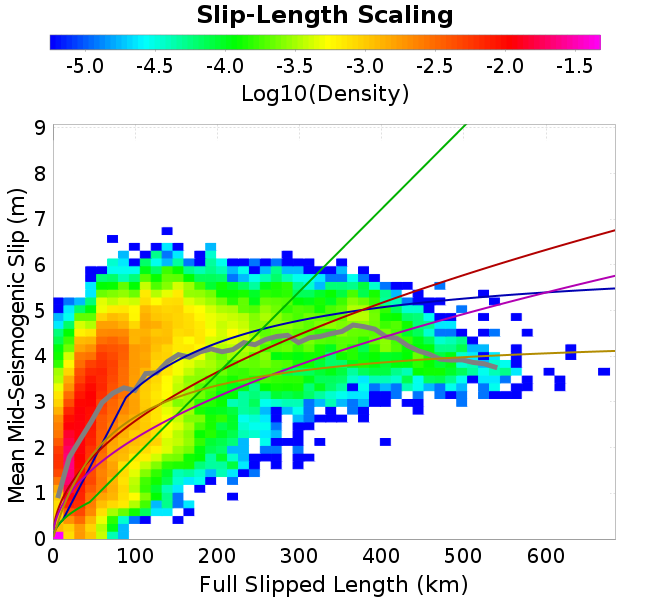 Slip-Length Scaling
-5.0 -4.5 -4.0 -3.5 -3.0 -2.5 -2.0 -1.5
Log10(Density)
Mean Mid-Seismogenic Slip (m)
9
8
7
6
5
4
3
2
1
0
0 100 200 300 400 500 600
Full Slipped Length (km)